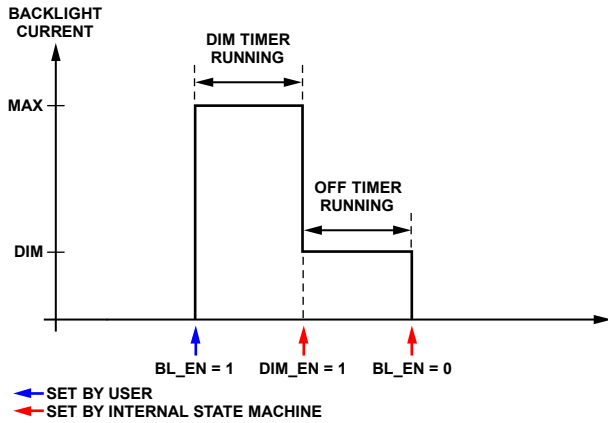 BACKLIGHT
CURRENT
DIM TIMER
RUNNING
MAX
OFF TIMER
RUNNING
DIM
BL_EN = 1 DIM_EN = 1 BL_EN = 0
SET BY USER
SET BY INTERNAL STATE MACHINE